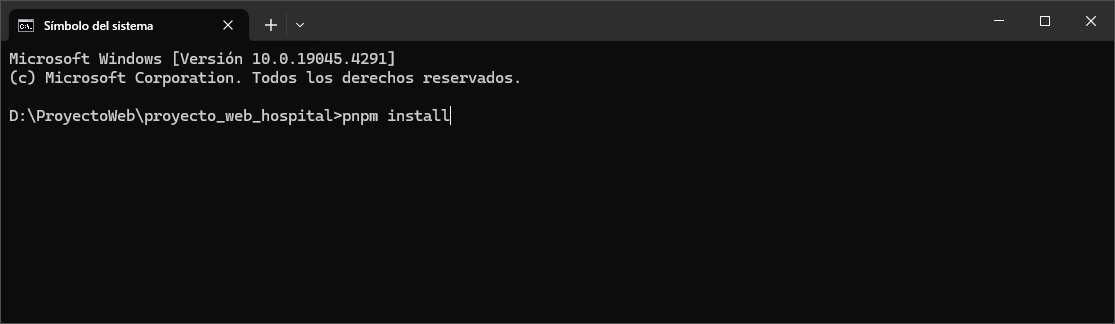 Símbolo del sistema
Microsoft Windows [Versión 10.0.19045.4291]
(c) Microsoft Corporation. Todos los derechos reservados.
D:\ProyectoWeb\proyecto_web_hospital>pnpm install